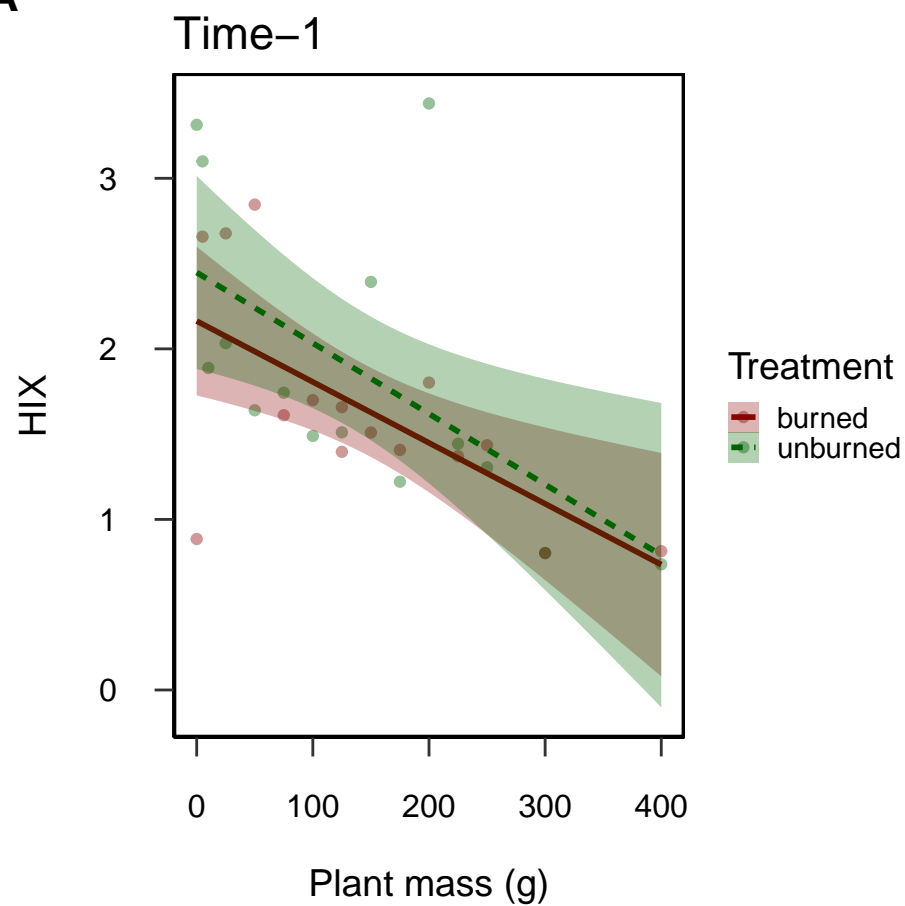 A
Time−1
3
2
1
0
HIX
0 100 200 300 400
Plant mass (g)
Treatment
burned
unburned